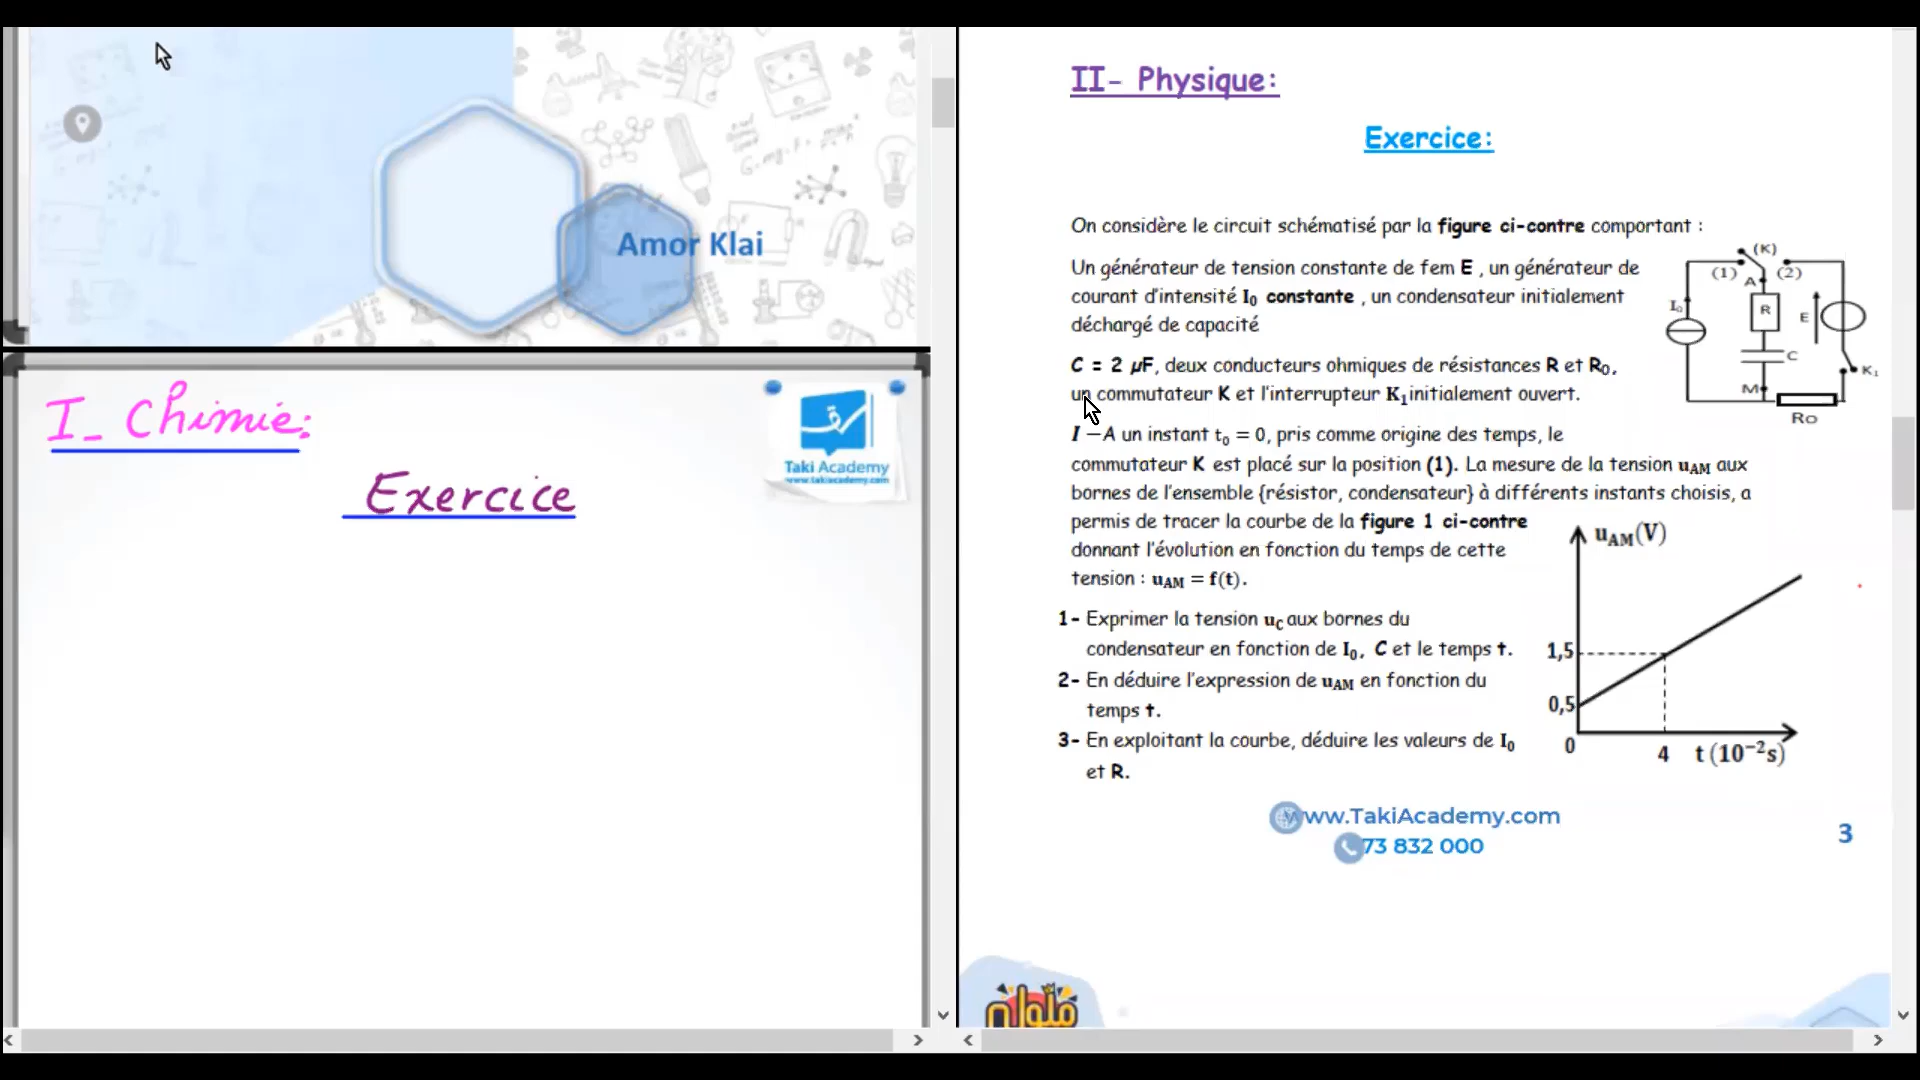 Amor Klai
I_ Chimie:
Taki Academy
www.takiacademy.com
Exercice
II- Physique:
Exercice:
On considère le circuit schématisé par la figure ci-contre comportant :
Un générateur de tension constante de fem E , un générateur de
courant d'intensité I₀ constante , un condensateur initialement
déchargé de capacité
C = 2 µF, deux conducteurs ohmiques de résistances R et R₀,
un commutateur K et l'interrupteur K₁ initialement ouvert.
(K)
(1) A (2)
I₀ R E
C
M K₁
Ro
I –A un instant t₀ = 0, pris comme origine des temps, le
commutateur K est placé sur la position (1). La mesure de la tension uAM aux
bornes de l'ensemble {résistor, condensateur} à différents instants choisis, a
permis de tracer la courbe de la figure 1 ci-contre
donnant l'évolution en fonction du temps de cette
tension : uAM = f(t).
1- Exprimer la tension uC aux bornes du
condensateur en fonction de I₀, C et le temps t.
2- En déduire l'expression de uAM en fonction du
temps t.
3- En exploitant la courbe, déduire les valeurs de I₀
et R.
uAM(V)
1,5
0,5
0 4 t (10⁻²s)
www.TakiAcademy.com
73 832 000
3